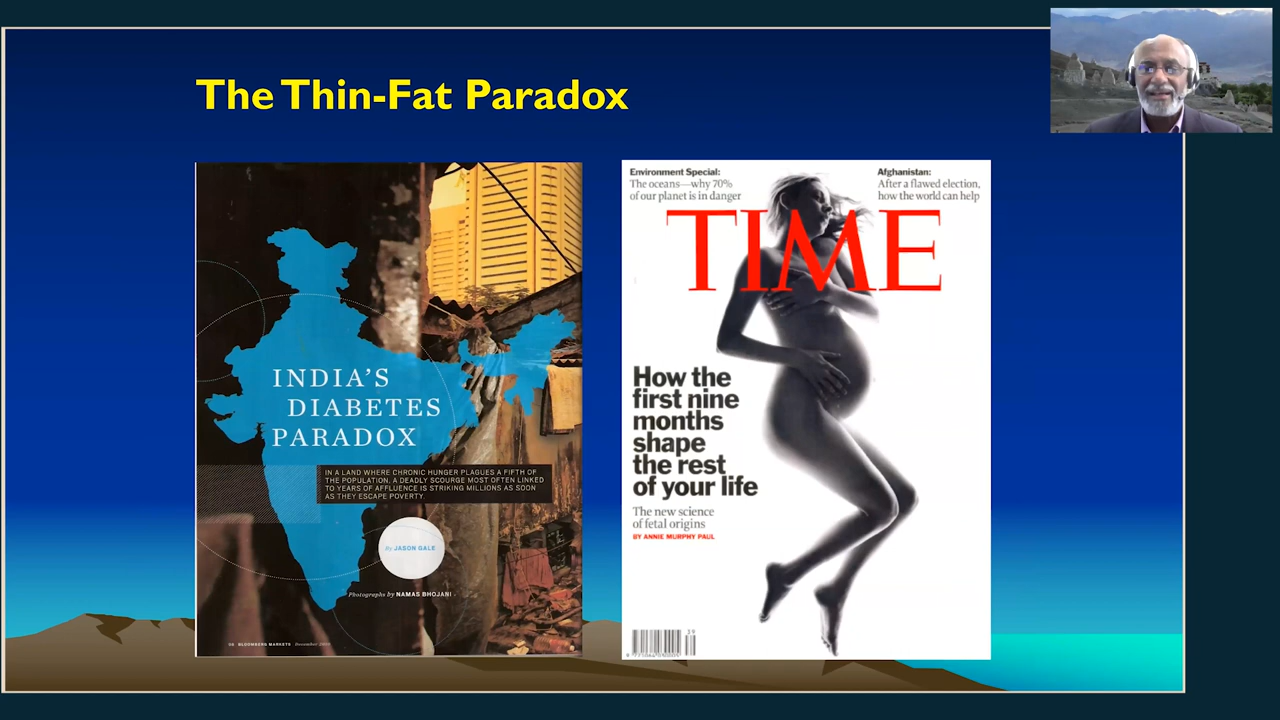 The Thin-Fat Paradox
INDIA'S
DIABETES
PARADOX
IN A LAND WHERE CHRONIC HUNGER PLAGUES A FIFTH OF
THE POPULATION, A DEADLY SCOURGE MOST OFTEN LINKED
TO YEARS OF AFFLUENCE IS STRIKING MILLIONS AS SOON
AS THEY ESCAPE POVERTY.
By JASON GALE
Photographs by NAMAS BHOJANI
BLOOMBERG MARKETS December
Environment Special:
The oceans—why 70%
of our planet is in danger
Afghanistan:
After a flawed election,
how the world can help
TIME
How the
first nine
months
shape
the rest
of your life
The new science
of fetal origins
BY ANNIE MURPHY PAUL
39